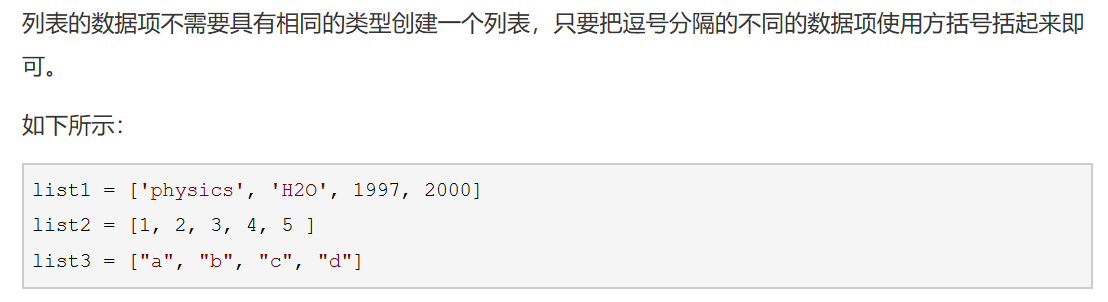 列表的数据项不需要具有相同的类型创建一个列表，只要把逗号分隔的不同的数据项使用方括号括起来即
可。
如下所示：
list1 = ['physics', 'H2O', 1997, 2000]
list2 = [1, 2, 3, 4, 5 ]
list3 = ["a", "b", "c", "d"]